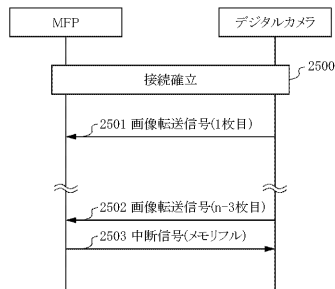 MFP
デジタルカメラ
接続確立
2500
2501 画像転送信号(1枚目)
2502 画像転送信号(n-3枚目)
2503 中断信号(メモリフル)